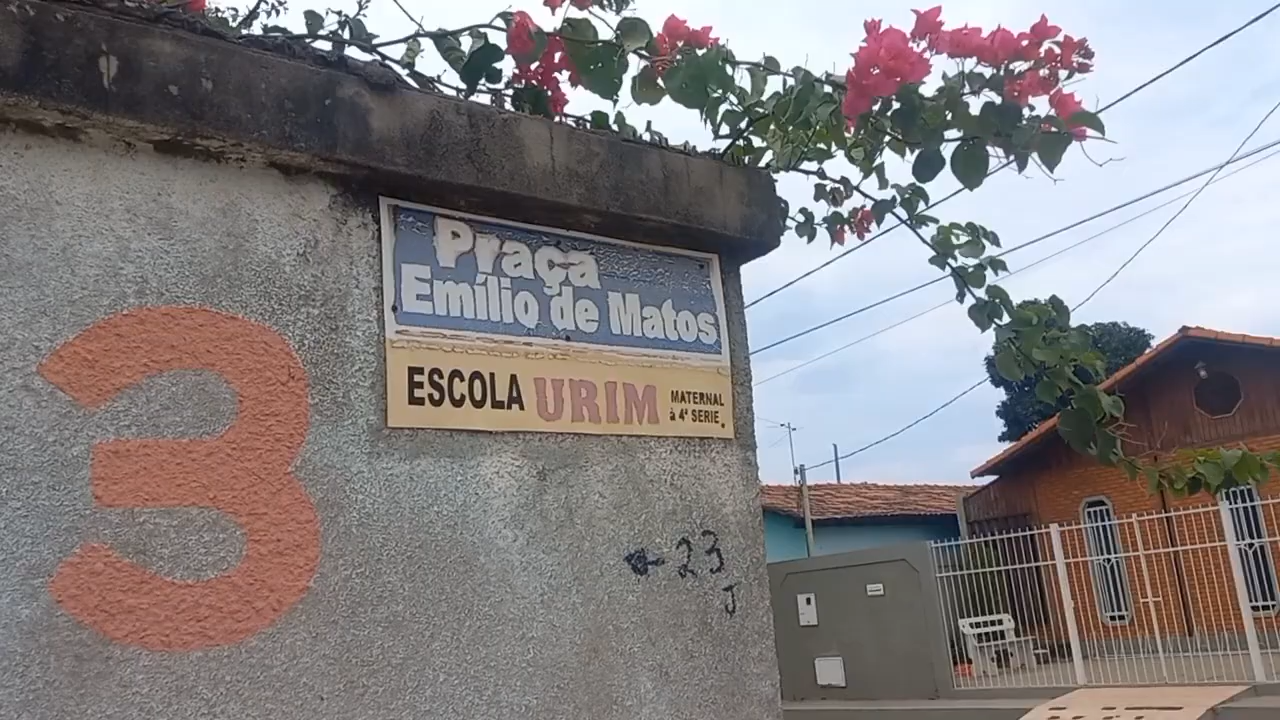 3
Praça
Emílio de Matos
ESCOLA URIM MATERNAL
à 4ª SERIE.
23
J